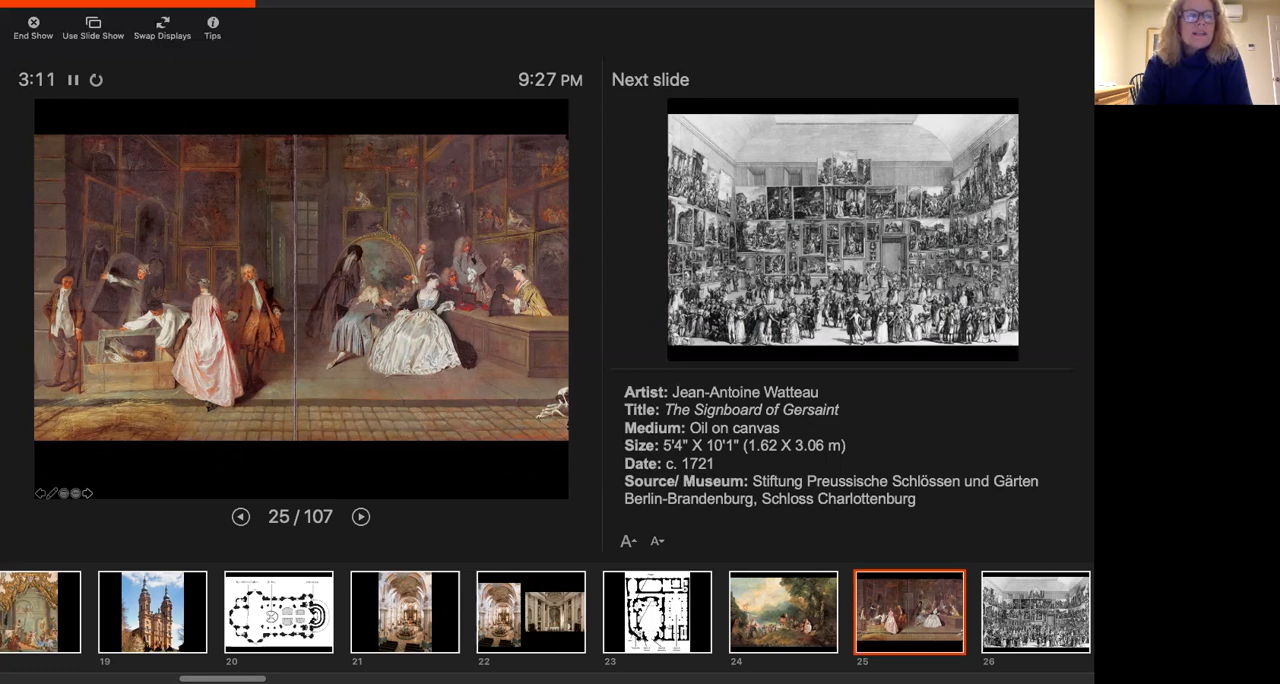 End Show
Use Slide Show
Swap Displays
Tips
3:11
9:27 PM
Next slide
Artist: Jean-Antoine Watteau
Title: The Signboard of Gersaint
Medium: Oil on canvas
Size: 5'4" X 10'1" (1.62 X 3.06 m)
Date: c. 1721
Source/ Museum: Stiftung Preussische Schlössen und Gärten
Berlin-Brandenburg, Schloss Charlottenburg
25 / 107
A A
19
20
21
22
23
24
25
26